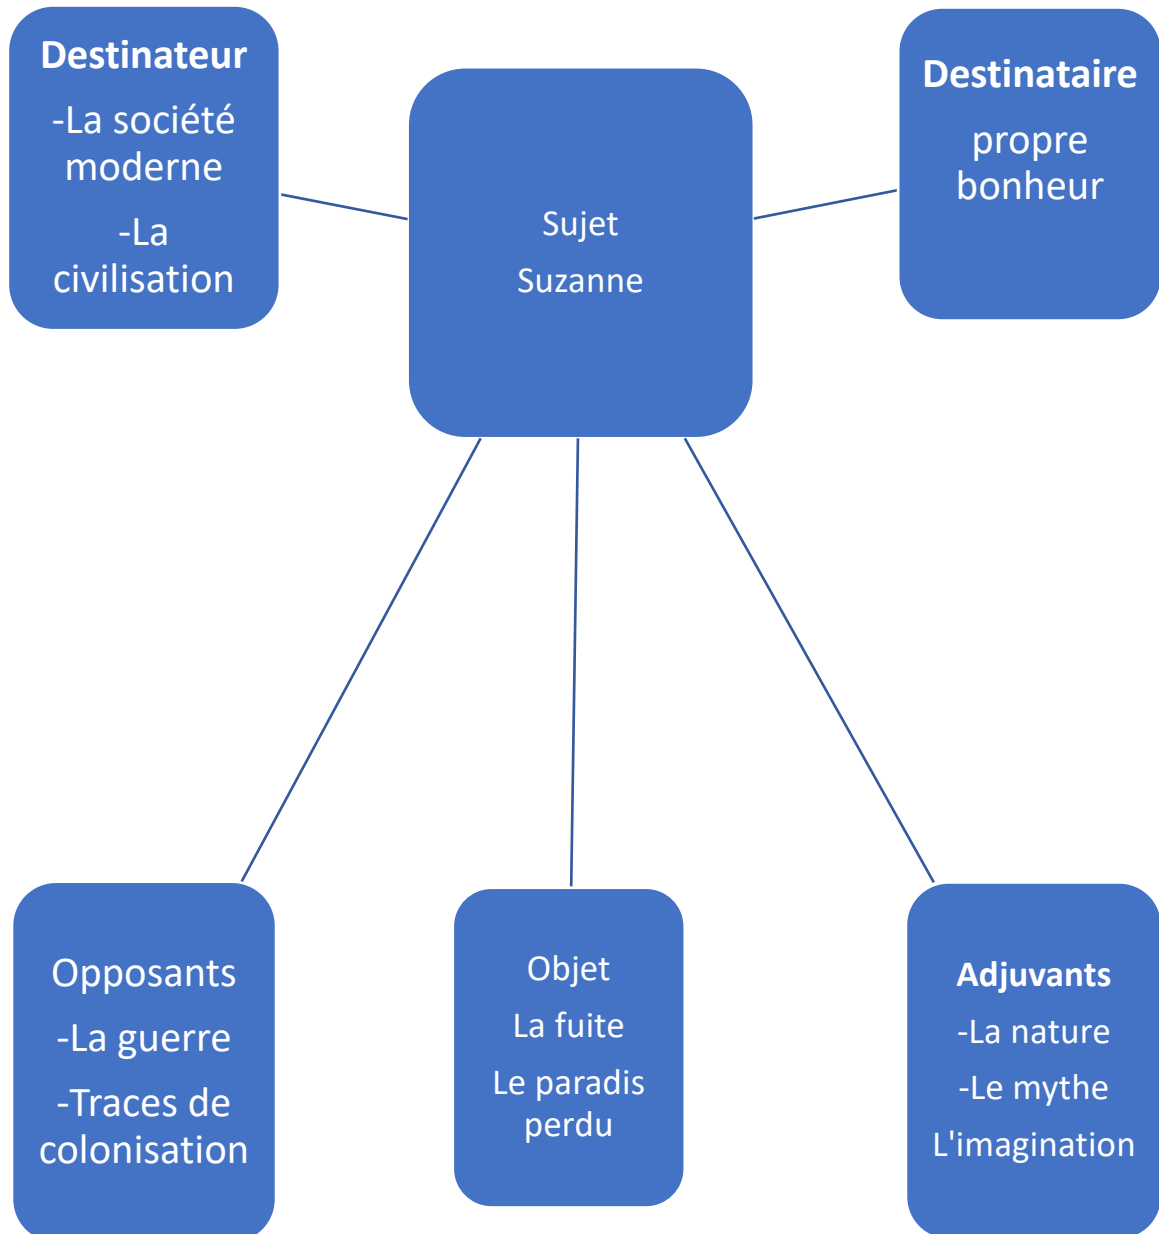 Destinateur
-La société
moderne
-La
civilisation
Sujet
Suzanne
Destinataire
propre
bonheur
Opposants
-La guerre
-Traces de
colonisation
Objet
La fuite
Le paradis
perdu
Adjuvants
-La nature
-Le mythe
L'imagination